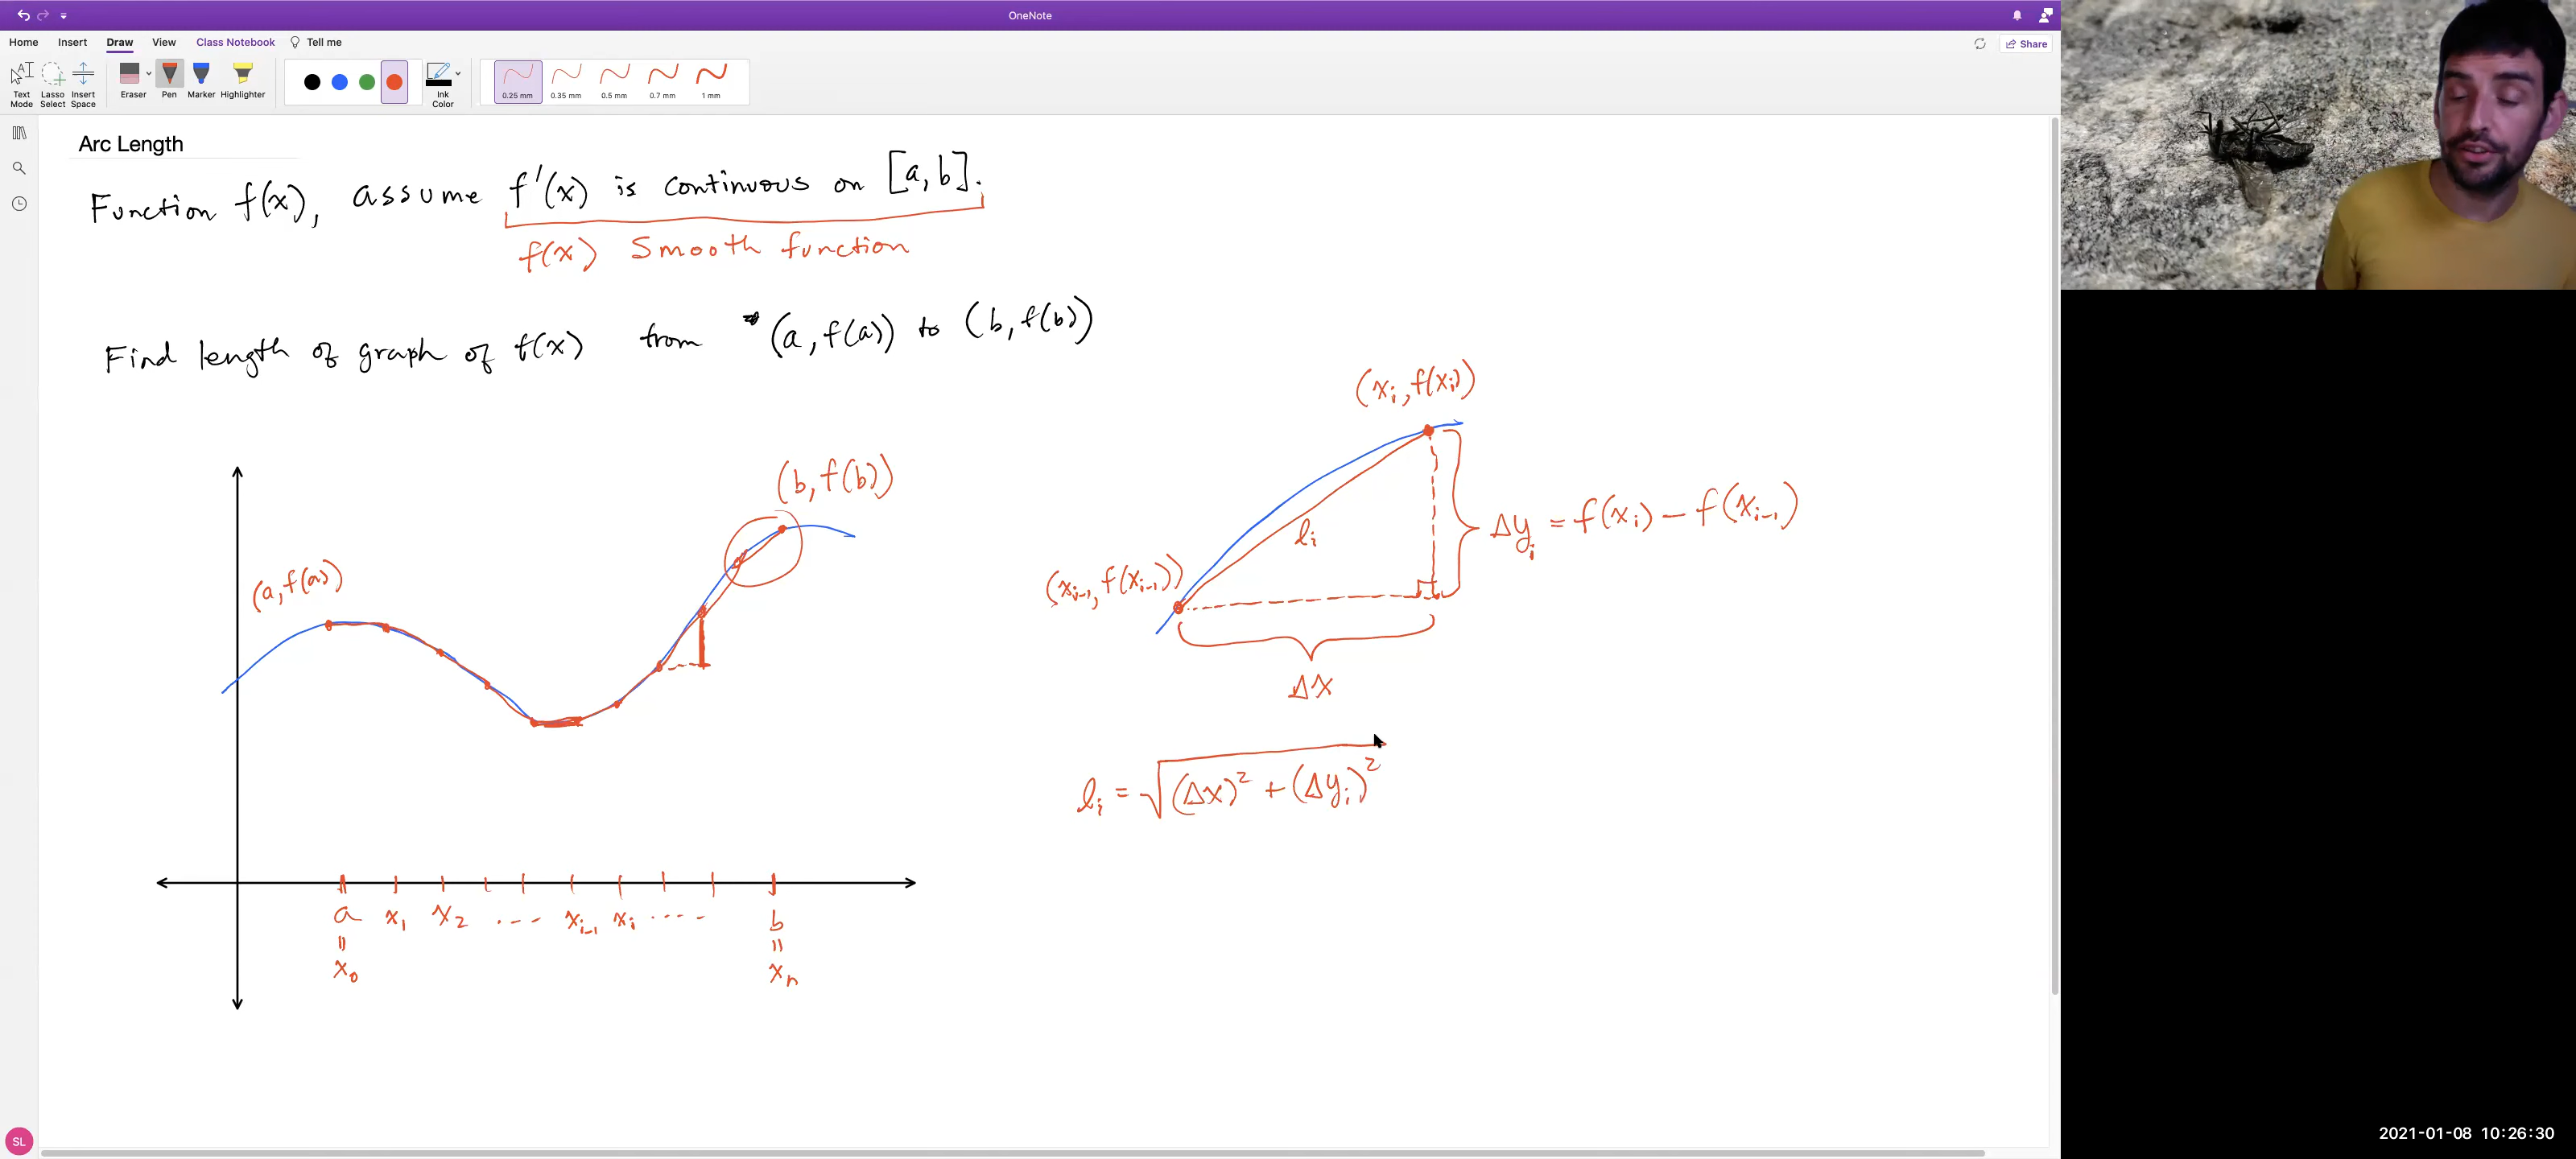 OneNote
Home Insert Draw View Class Notebook Tell me
Share
Text Mode
Lasso Select
Insert Space
Eraser
Pen
Marker
Highlighter
Ink Color
0.25 mm
0.35 mm
0.5 mm
0.7 mm
1 mm
Arc Length
Function f(x), assume f'(x) is continuous on [a,b].
f(x) Smooth function
Find length of graph of f(x) from (a, f(a)) to (b, f(b))
(xᵢ, f(xᵢ))
(b, f(b))
Δyᵢ = f(xᵢ) − f(xᵢ₋₁)
lᵢ
(a, f(a))
(xᵢ₋₁, f(xᵢ₋₁))
Δx
lᵢ = √((Δx)² + (Δyᵢ)²)
a x₁ x₂ ---- xᵢ₋₁ xᵢ ---- b
= =
x₀ xₙ
SL
2021-01-08 10:26:30